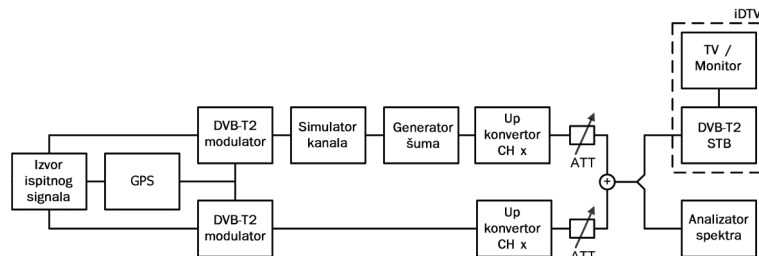 iDTV
TV /
Monitor
DVB-T2
modulator
Simulator
kanala
Generator
šuma
Up
konvertor
CH x
ATT
DVB-T2
STB
Izvor
ispitnog
signala
GPS
+
DVB-T2
modulator
Up
konvertor
CH x
ATT
Analizator
spektra